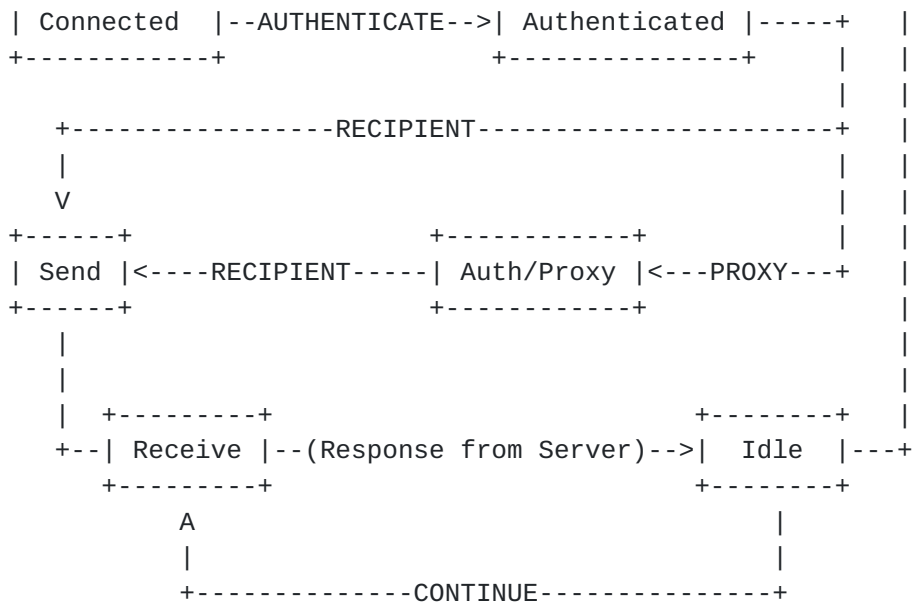 | Connected  |--AUTHENTICATE-->| Authenticated |-----+   |
+------------+                 +---------------+     |   |
                                                     |   |
   +-----------------RECIPIENT-----------------------+   |
   |                                                 |   |
   V                                                 |   |
+------+                   +------------+            |   |
| Send |<----RECIPIENT-----| Auth/Proxy |<---PROXY---+   |
+------+                   +------------+                |
   |                                                     |
   |                                                     |
   |  +---------+                           +--------+   |
   +--| Receive |--(Response from Server)-->|  Idle  |---+
      +---------+                           +--------+
           A                                     |
           |                                     |
           +--------------CONTINUE---------------+